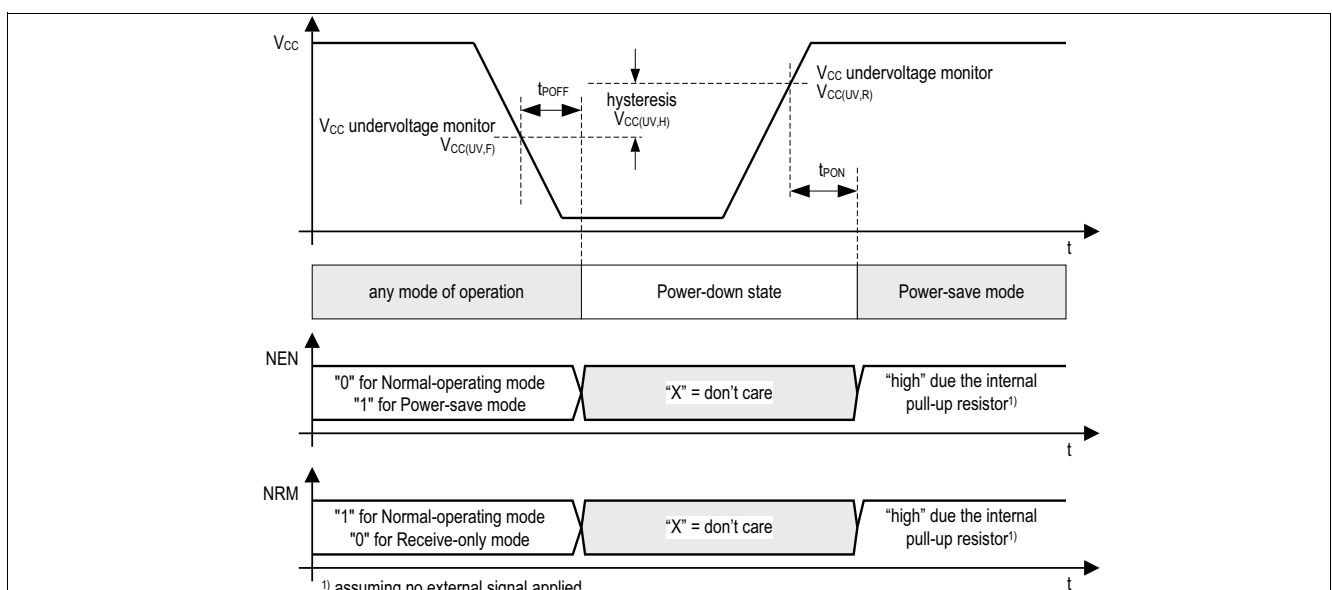 VCC
tPOFF
hysteresis
VCC(UV,H)
VCC undervoltage monitor
VCC(UV,R)
VCC undervoltage monitor
VCC(UV,F)
tPON
t
any mode of operation
Power-down state
Power-save mode
NEN
"0" for Normal-operating mode
"1" for Power-save mode
“X” = don’t care
“high” due the internal
pull-up resistor1)
t
NRM
"1" for Normal-operating mode
"0" for Receive-only mode
“X” = don’t care
“high” due the internal
pull-up resistor1)
t
1) assuming no external signal applied